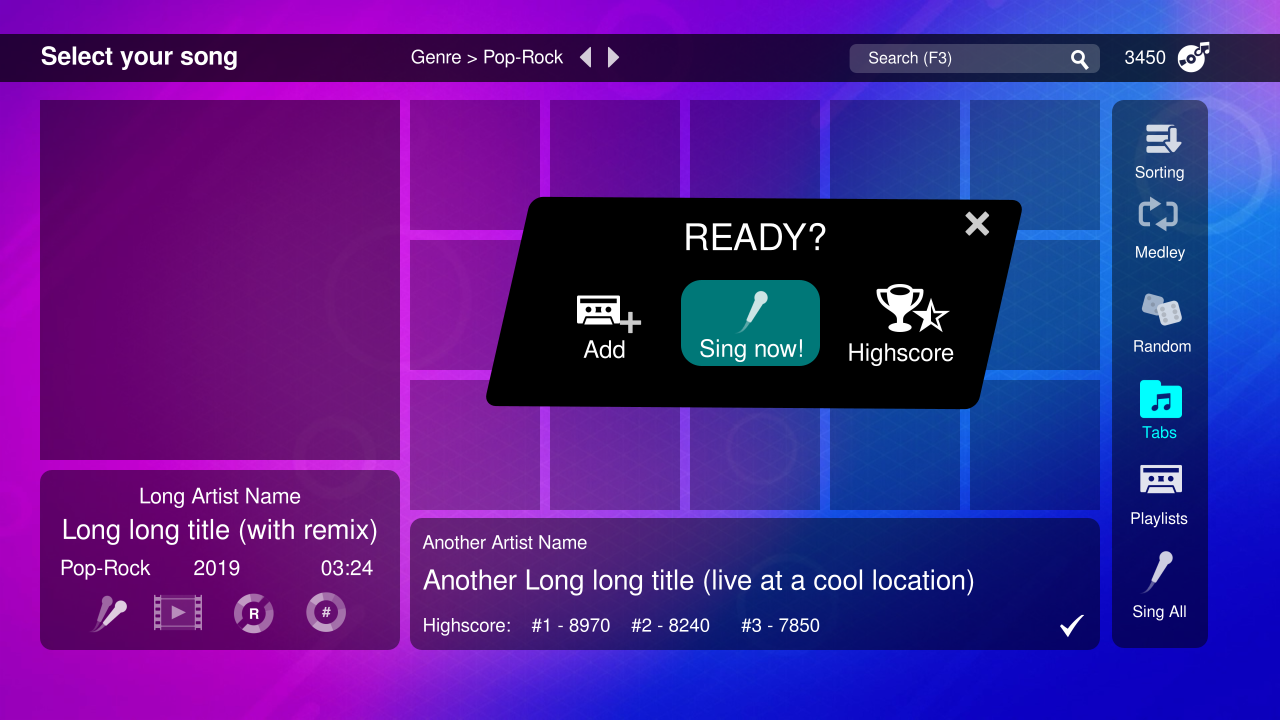 Select your song
Genre > Pop-Rock
Search (F3)
3450
READY?
Add
Sing now!
Highscore
Sorting
Medley
Random
Tabs
Playlists
Sing All
Long Artist Name
Long long title (with remix)
Pop-Rock 2019 03:24
R #
Another Artist Name
Another Long long title (live at a cool location)
Highscore: #1 - 8970 #2 - 8240 #3 - 7850